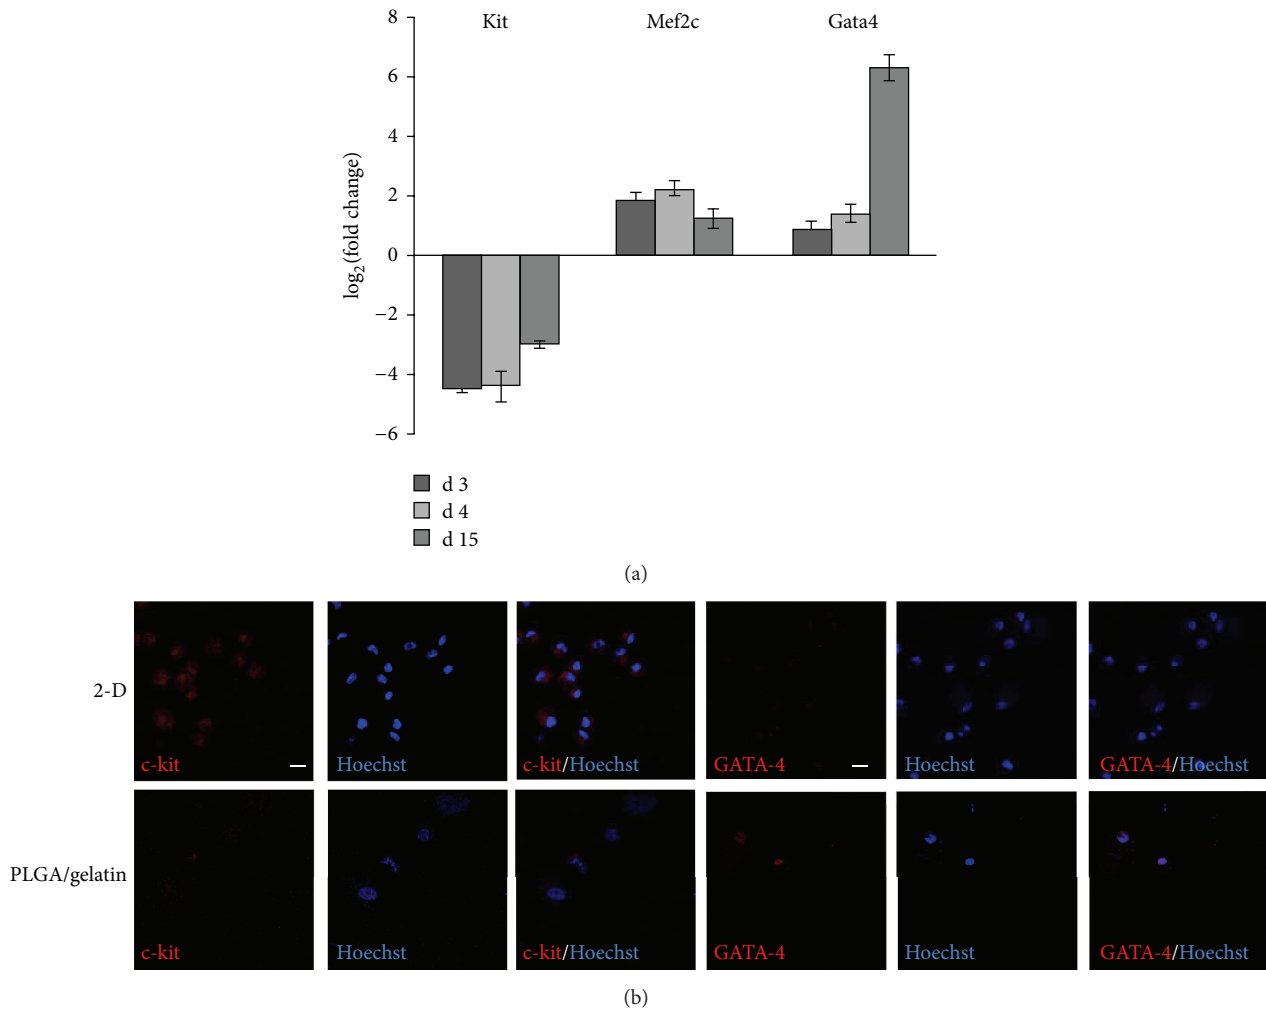 Kit Mef2c Gata4
8
6
4
2
0
−2
−4
−6
log2(fold change)
d 3
d 4
d 15
(a)
2-D
c-kit Hoechst c-kit/Hoechst GATA-4 Hoechst GATA-4/Hoechst
PLGA/gelatin
c-kit Hoechst c-kit/Hoechst GATA-4 Hoechst GATA-4/Hoechst
(b)